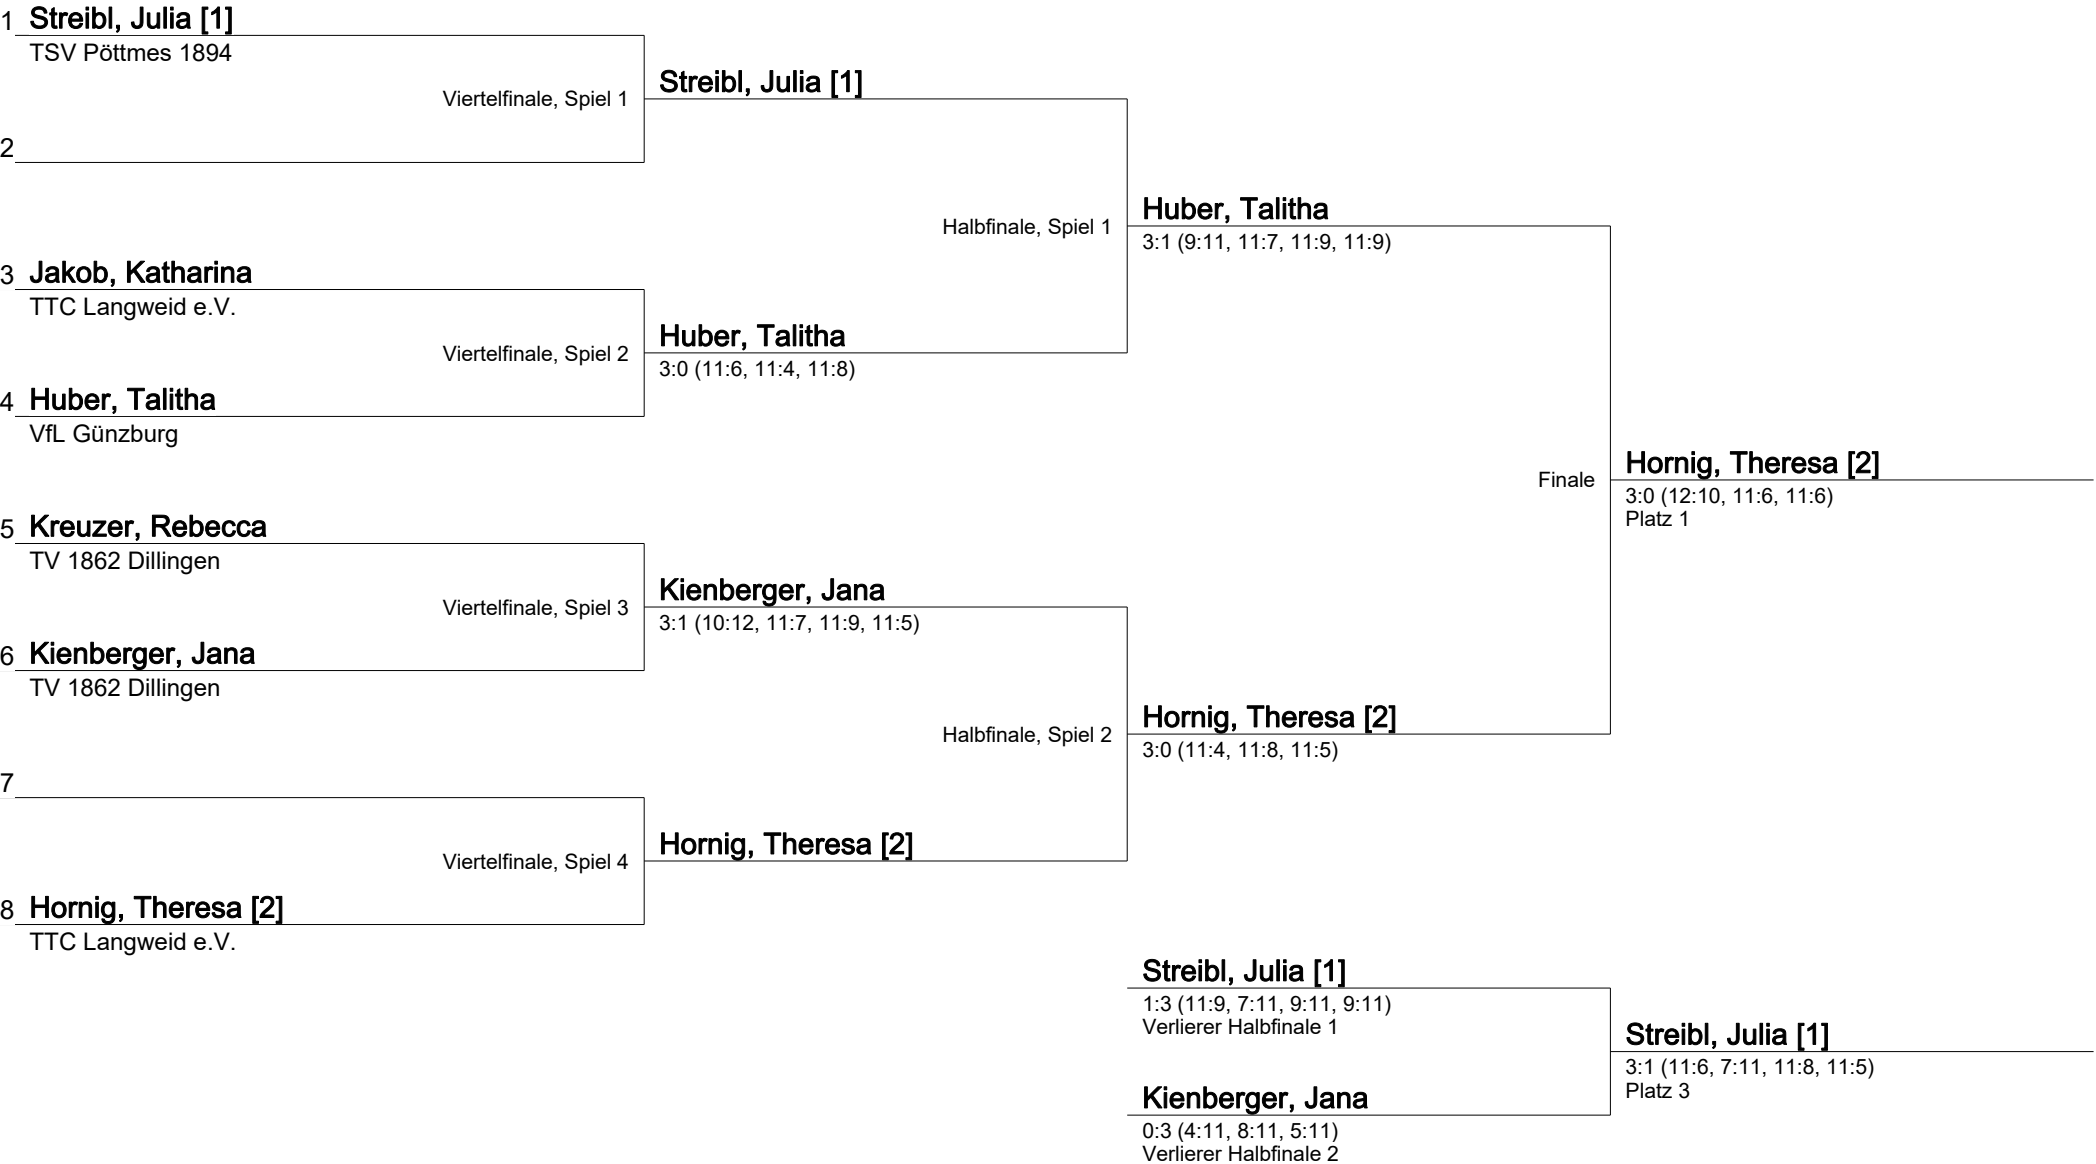 1 Streibl, Julia [1]
TSV Pöttmes 1894
Viertelfinale, Spiel 1
Streibl, Julia [1]
2
Halbfinale, Spiel 1
Huber, Talitha
3:1 (9:11, 11:7, 11:9, 11:9)
3 Jakob, Katharina
TTC Langweid e.V.
Viertelfinale, Spiel 2
Huber, Talitha
3:0 (11:6, 11:4, 11:8)
4 Huber, Talitha
VfL Günzburg
Finale
Hornig, Theresa [2]
3:0 (12:10, 11:6, 11:6)
Platz 1
5 Kreuzer, Rebecca
TV 1862 Dillingen
Viertelfinale, Spiel 3
Kienberger, Jana
3:1 (10:12, 11:7, 11:9, 11:5)
6 Kienberger, Jana
TV 1862 Dillingen
Halbfinale, Spiel 2
Hornig, Theresa [2]
3:0 (11:4, 11:8, 11:5)
7
Viertelfinale, Spiel 4
Hornig, Theresa [2]
8 Hornig, Theresa [2]
TTC Langweid e.V.
Streibl, Julia [1]
1:3 (11:9, 7:11, 9:11, 9:11)
Verlierer Halbfinale 1
Streibl, Julia [1]
3:1 (11:6, 7:11, 11:8, 11:5)
Platz 3
Kienberger, Jana
0:3 (4:11, 8:11, 5:11)
Verlierer Halbfinale 2